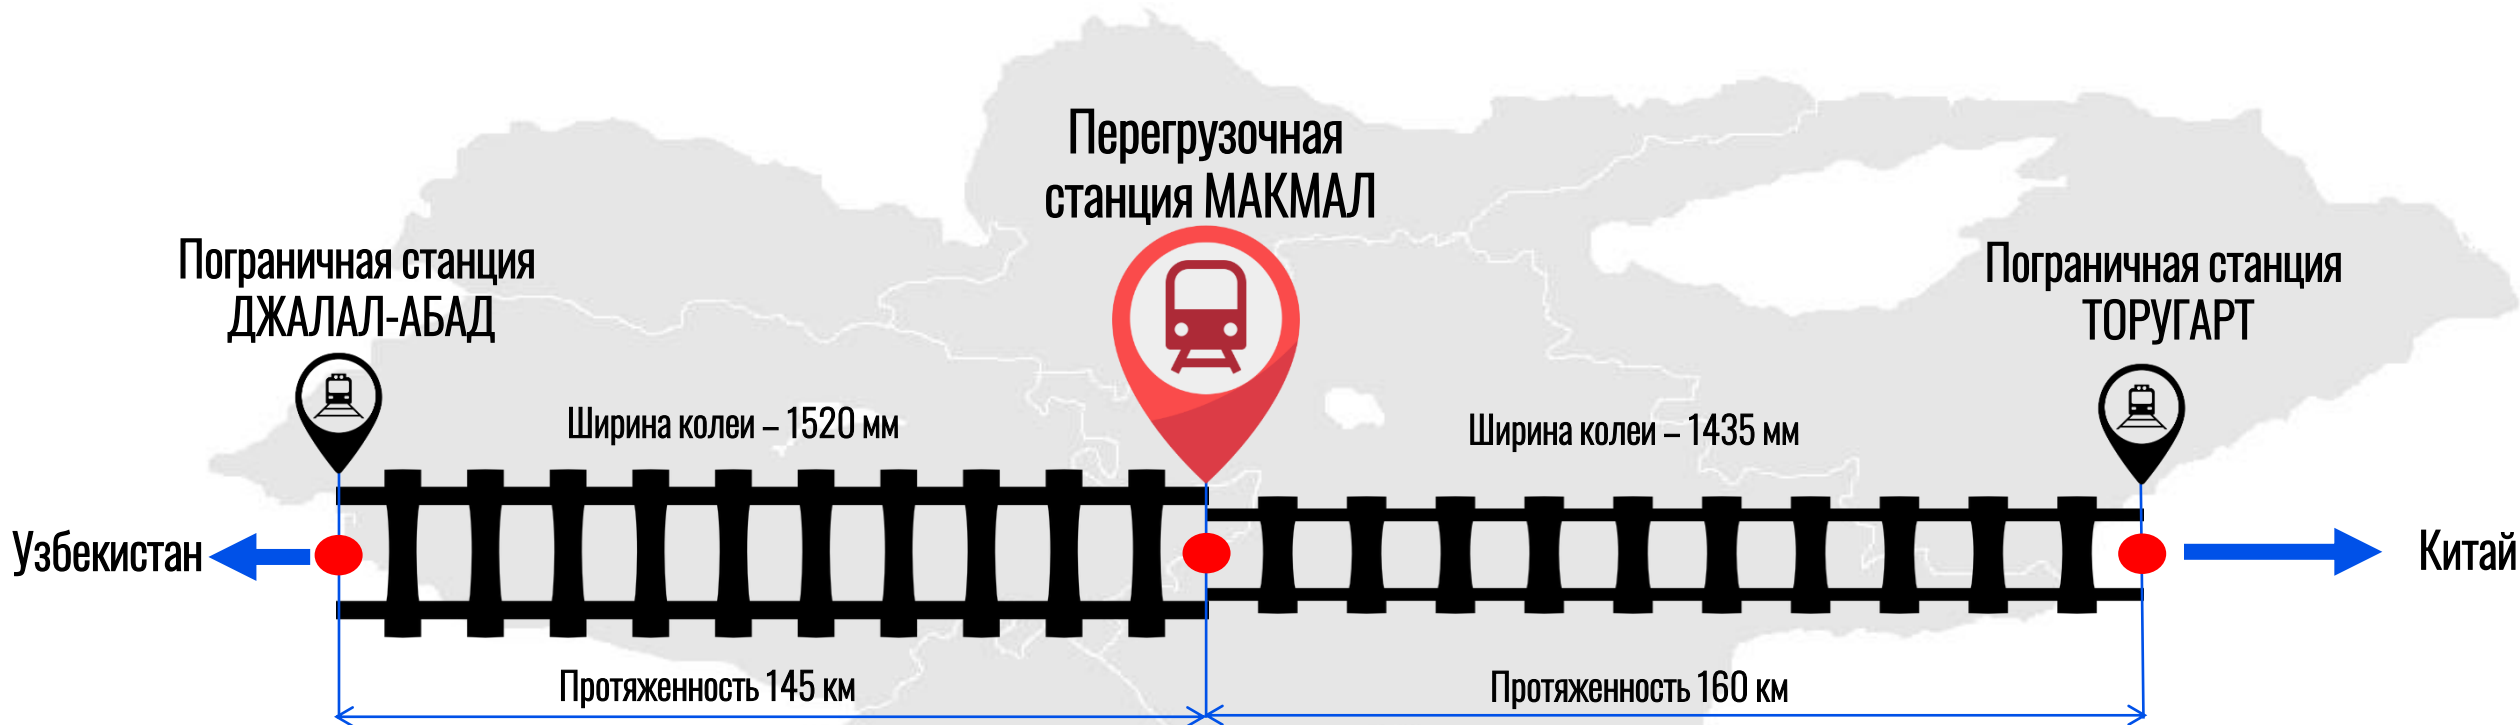 Перегрузочная
станция МАКМАЛ
Пограничная станция
ДЖАЛАЛ-АБАД
Пограничная станция
ТОРУГАРТ
Ширина колеи – 1520 мм
Ширина колеи – 1435 мм
Узбекистан
Китай
Протяженность 145 км
Протяженность 160 км